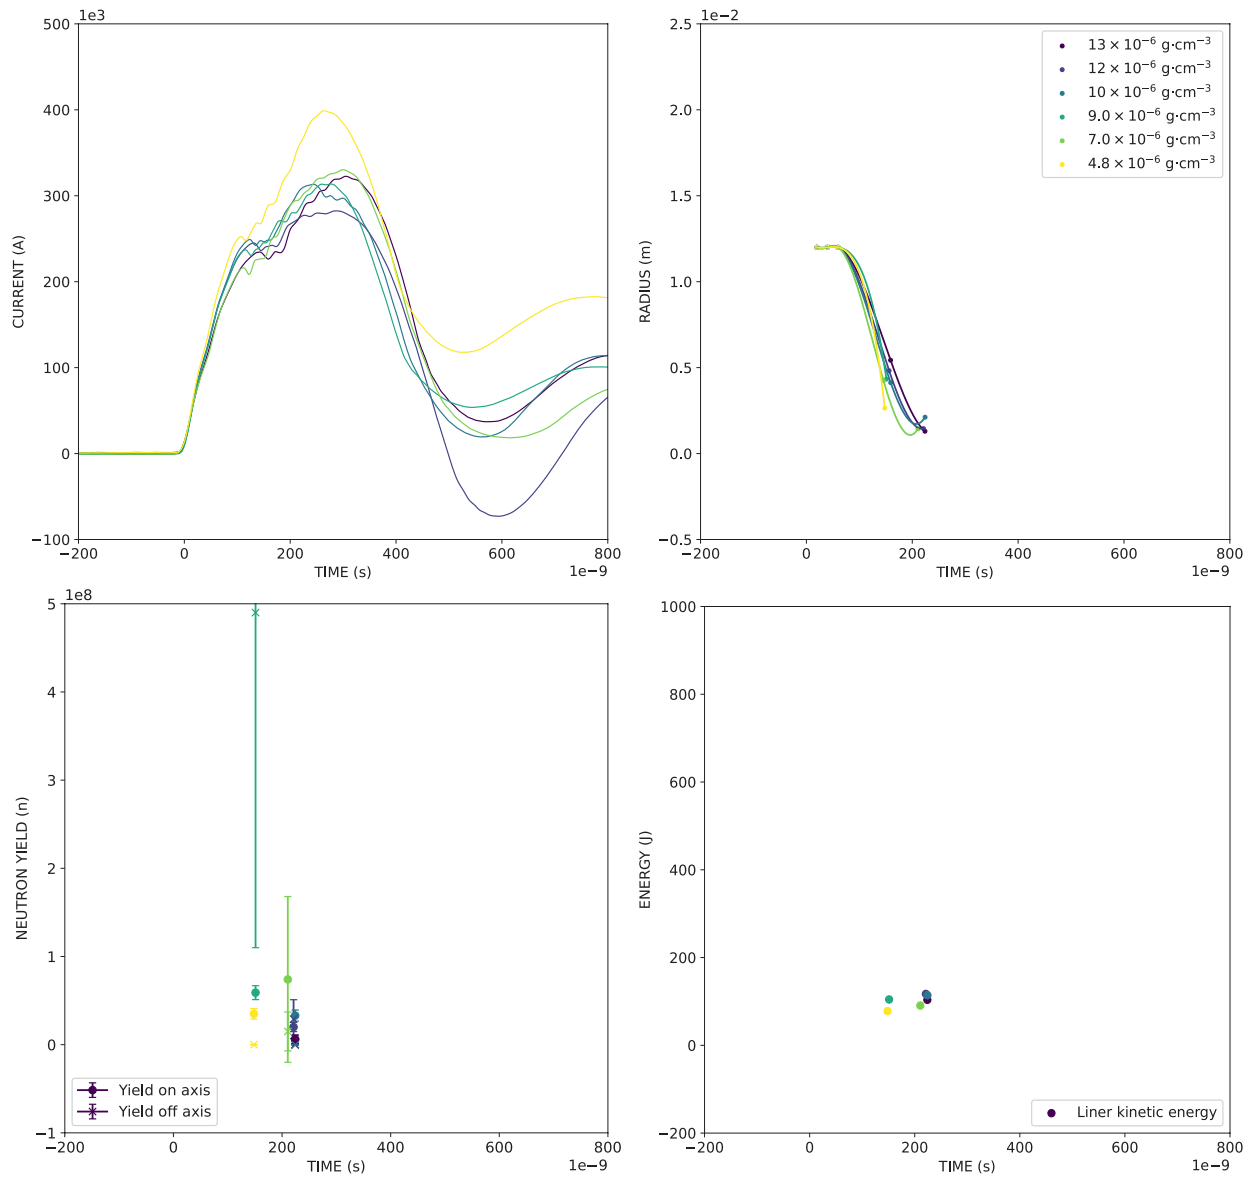 1e3
500
400
300
200
100
0
−100
CURRENT (A)
−200
0
200
400
600
800
TIME (s)
1e−9
1e−2
2.5
2.0
1.5
1.0
0.5
0.0
−0.5
RADIUS (m)
13 × 10⁻⁶ g·cm⁻³
12 × 10⁻⁶ g·cm⁻³
10 × 10⁻⁶ g·cm⁻³
9.0 × 10⁻⁶ g·cm⁻³
7.0 × 10⁻⁶ g·cm⁻³
4.8 × 10⁻⁶ g·cm⁻³
−200
0
200
400
600
800
TIME (s)
1e−9
1e8
5
4
3
2
1
0
−1
NEUTRON YIELD (n)
Yield on axis
Yield off axis
−200
0
200
400
600
800
TIME (s)
1e−9
1000
800
600
400
200
0
−200
ENERGY (J)
Liner kinetic energy
−200
0
200
400
600
800
TIME (s)
1e−9